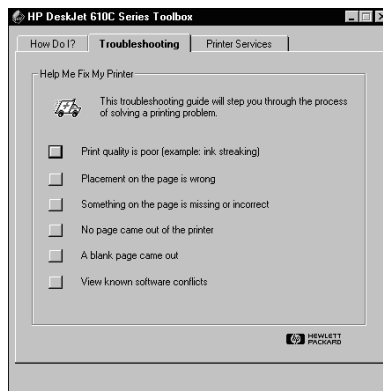 HP DeskJet 610C Series Toolbox
How Do I?
Troubleshooting
Printer Services
Help Me Fix My Printer
This troubleshooting guide will step you through the process
of solving a printing problem.
Print quality is poor (example: ink streaking)
Placement on the page is wrong
Something on the page is missing or incorrect
No page came out of the printer
A blank page came out
View known software conflicts
hp HEWLETT
PACKARD